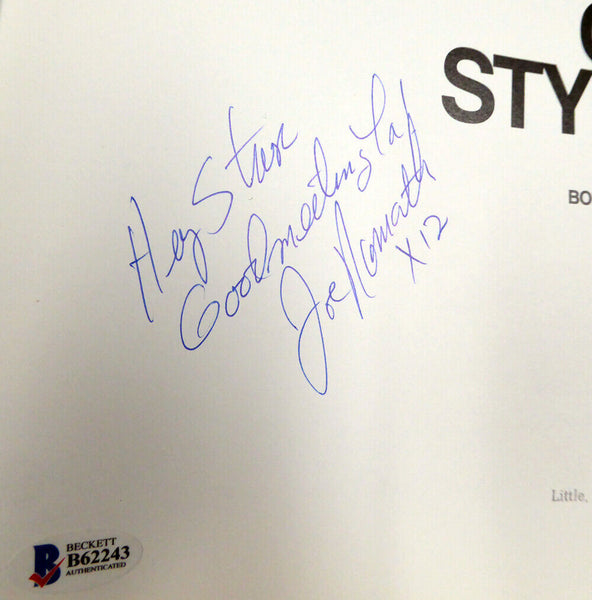 STY
BO
Hey Steve
Good meeting Ya!
Joe Namath
X12
Little,
BECKETT
B62243
AUTHENTICATED